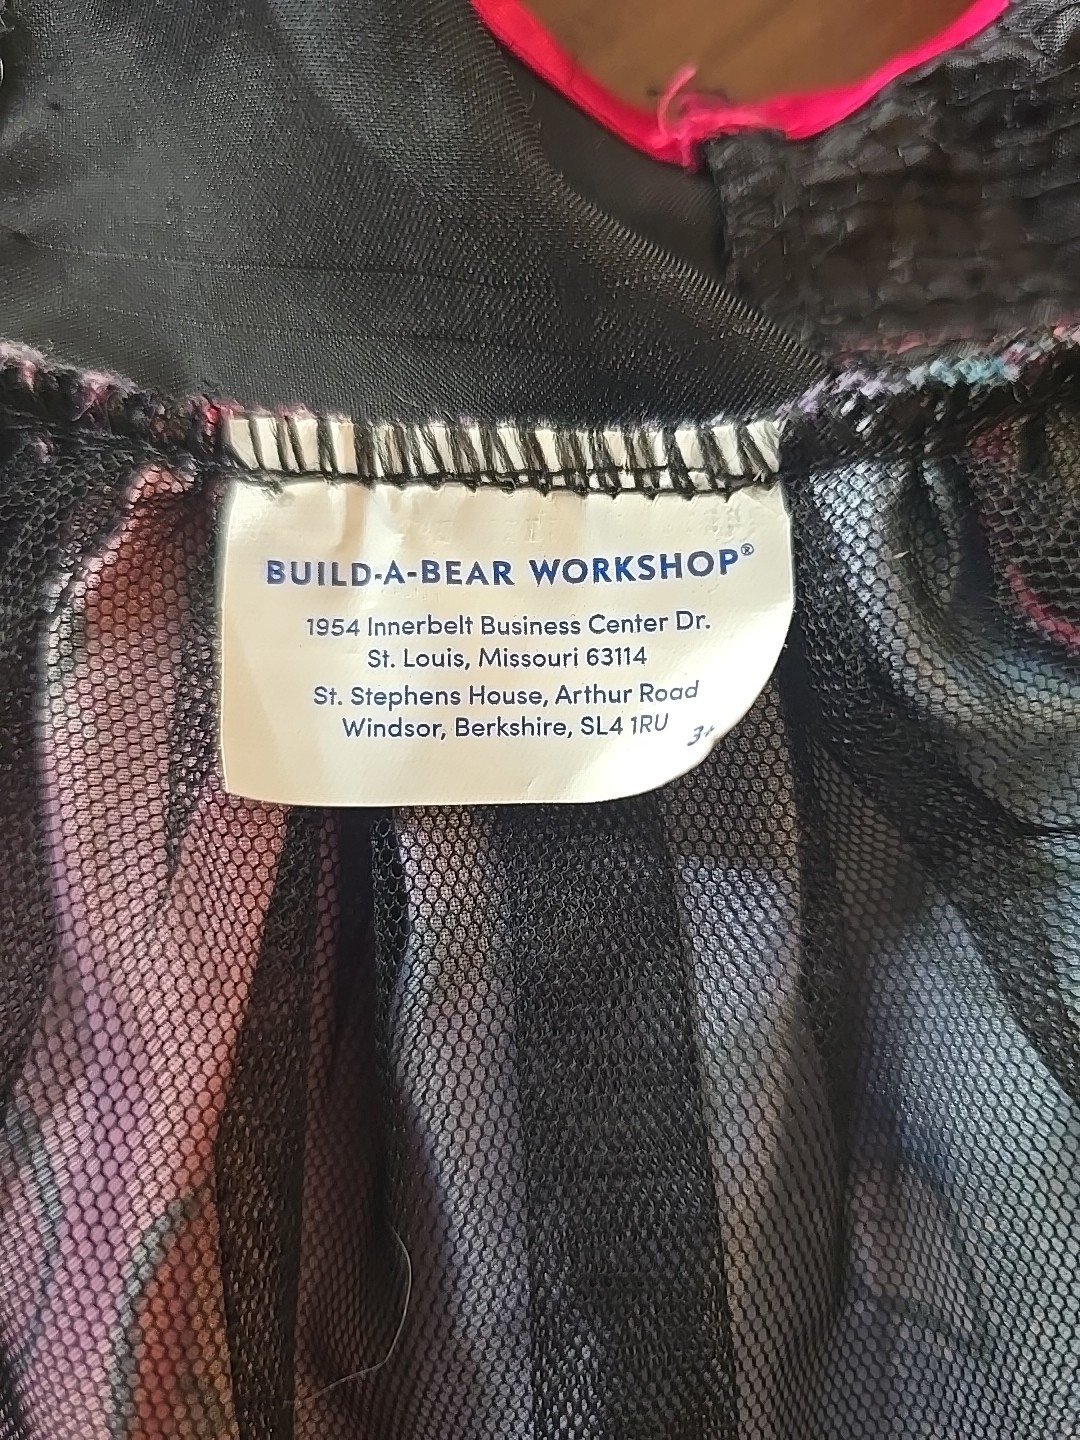 BUILD-A-BEAR WORKSHOP®
1954 Innerbelt Business Center Dr.
St. Louis, Missouri 63114
St. Stephens House, Arthur Road
Windsor, Berkshire, SL4 1RU
3+